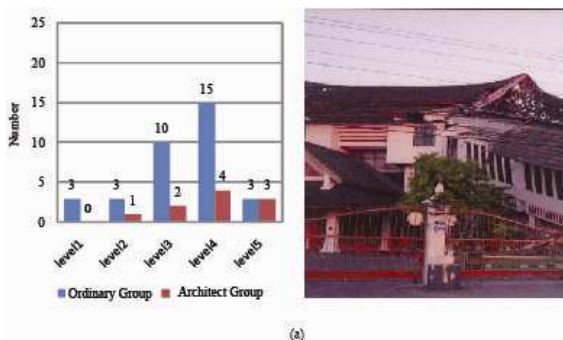 25
20
15
10
5
0
Number
3 0
3 1
10 2
15 4
3 3
level1 level2 level3 level4 level5
Ordinary Group Architect Group
(a)